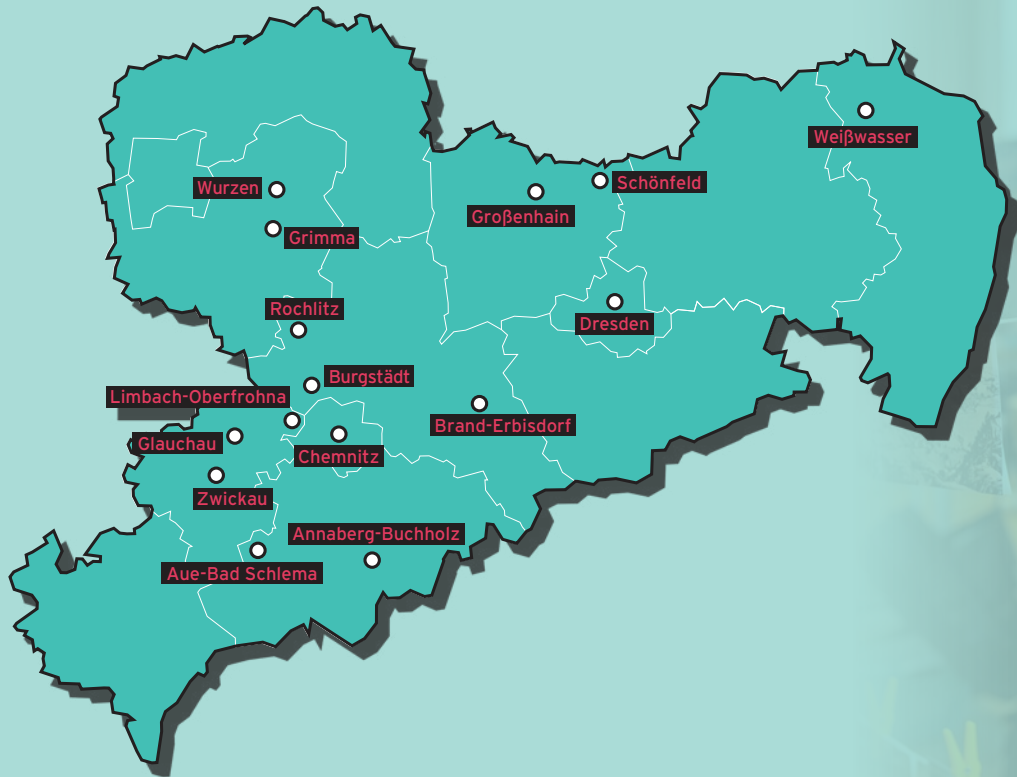 Weißwasser
Schönfeld
Wurzen
Großenhain
Grimma
Rochlitz
Dresden
Burgstädt
Limbach-Oberfrohna
Brand-Erbisdorf
Glauchau
Chemnitz
Zwickau
Annaberg-Buchholz
Aue-Bad Schlema